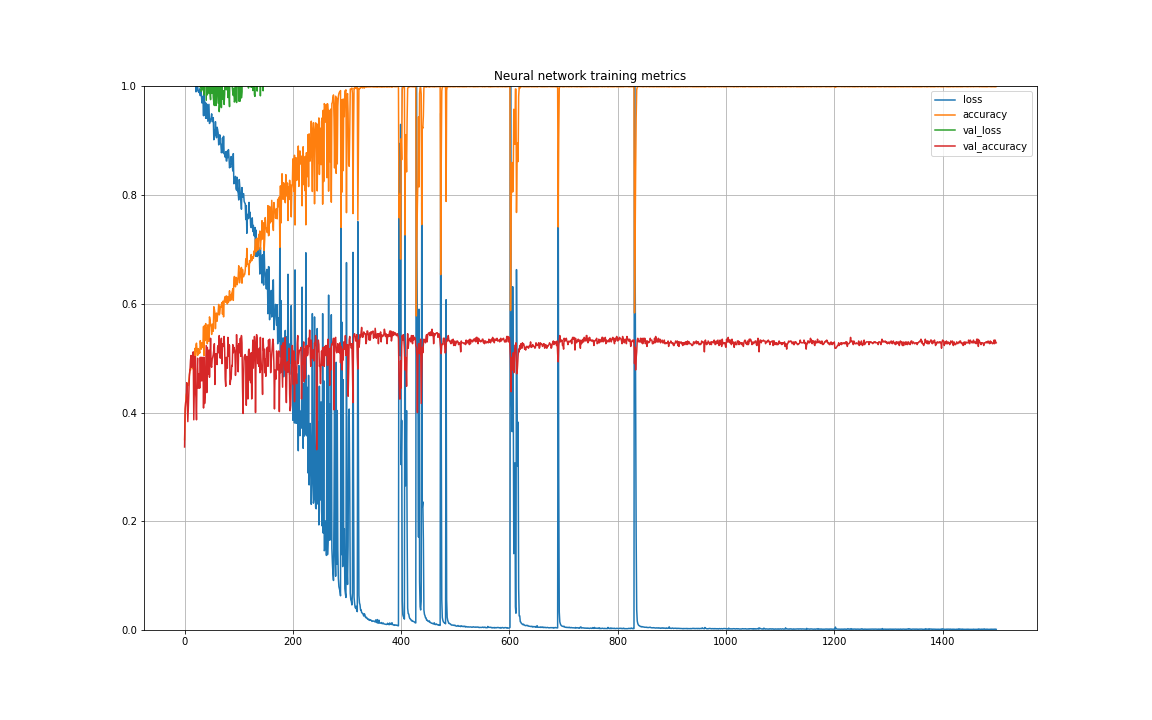 Neural network training metrics
1.0
0.8
0.6
0.4
0.2
0.0
loss
accuracy
val_loss
val_accuracy
0 200 400 600 800 1000 1200 1400